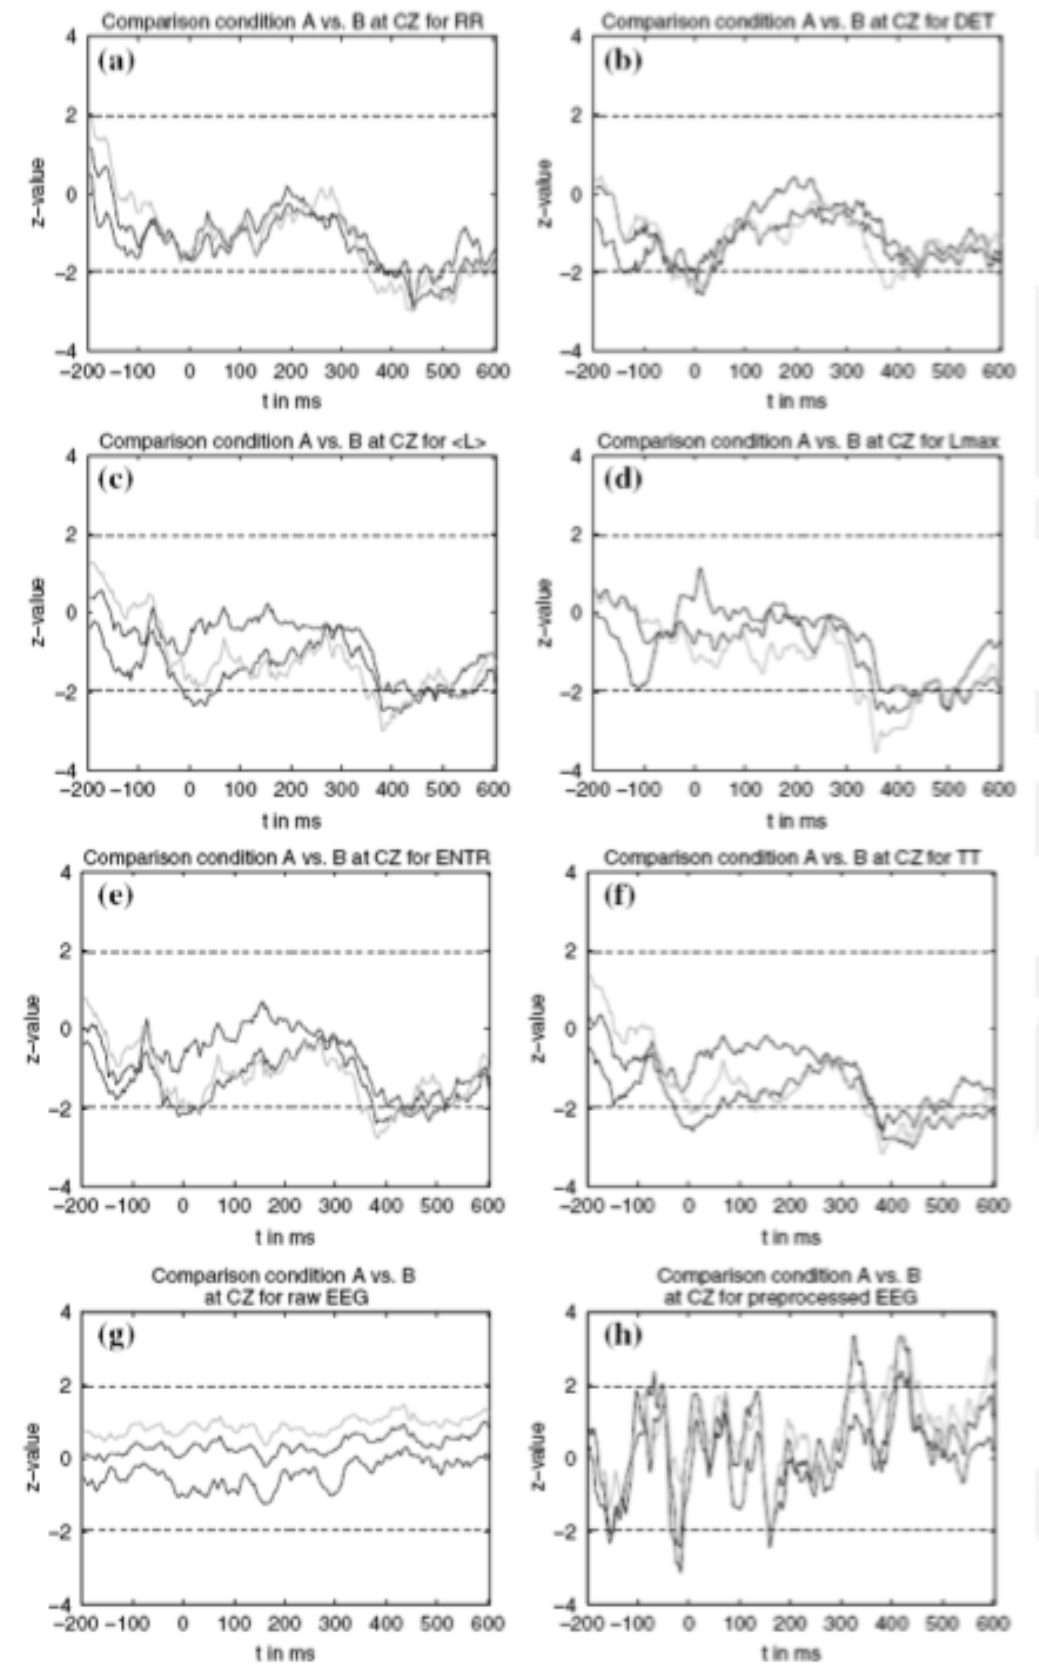 Comparison condition A vs. B at CZ for RR
(a)
4
2
0
−2
−4
z−value
−200 −100 0 100 200 300 400 500 600
t in ms
Comparison condition A vs. B at CZ for DET
(b)
4
2
0
−2
−4
z−value
−200 −100 0 100 200 300 400 500 600
t in ms
Comparison condition A vs. B at CZ for <L>
(c)
4
2
0
−2
−4
z−value
−200 −100 0 100 200 300 400 500 600
t in ms
Comparison condition A vs. B at CZ for Lmax
(d)
4
2
0
−2
−4
z−value
−200 −100 0 100 200 300 400 500 600
t in ms
Comparison condition A vs. B at CZ for ENTR
(e)
4
2
0
−2
−4
z−value
−200 −100 0 100 200 300 400 500 600
t in ms
Comparison condition A vs. B at CZ for TT
(f)
4
2
0
−2
−4
z−value
−200 −100 0 100 200 300 400 500 600
t in ms
Comparison condition A vs. B
at CZ for raw EEG
(g)
4
2
0
−2
−4
z−value
−200 −100 0 100 200 300 400 500 600
t in ms
Comparison condition A vs. B
at CZ for preprocessed EEG
(h)
4
2
0
−2
−4
z−value
−200 −100 0 100 200 300 400 500 600
t in ms